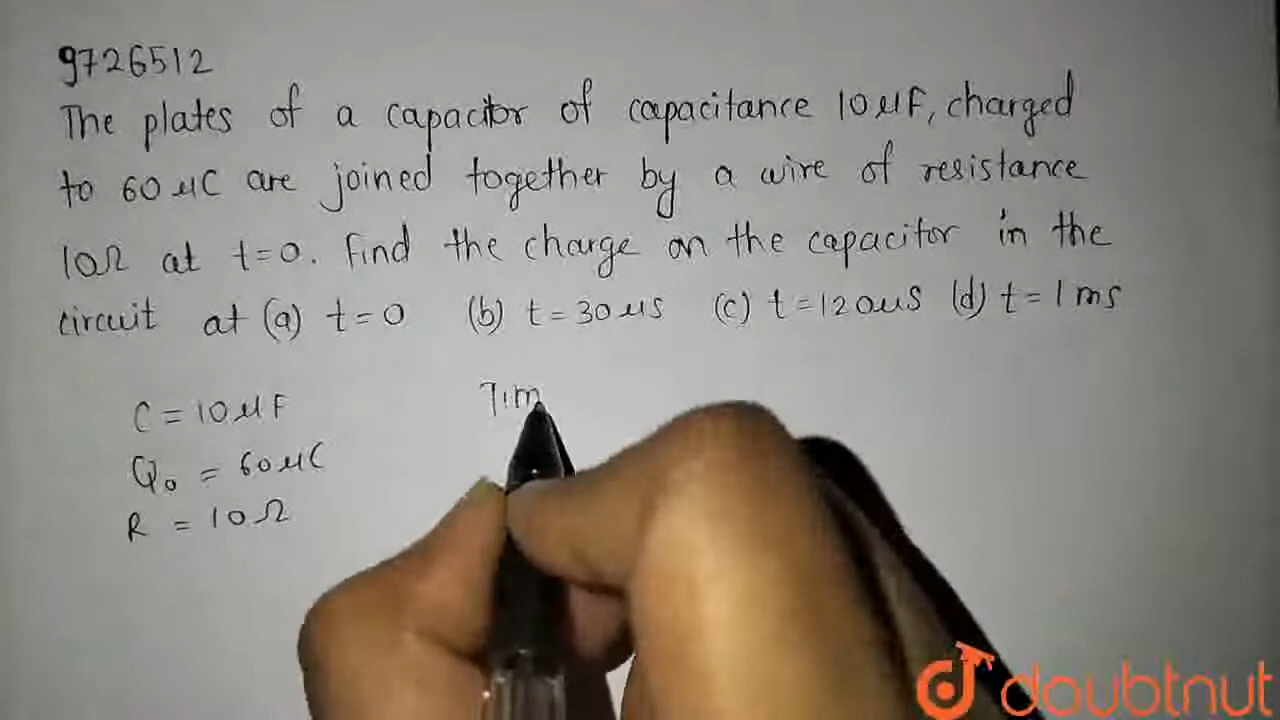 9726512
The plates of a capacitor of capacitance 10 μF, charged
to 60 μC are joined together by a wire of resistance
10Ω at t=0. Find the charge on the capacitor in the
circuit at (a) t=0 (b) t=30 μs (c) t=120μs (d) t=1 ms
C = 10 μF
Q₀ = 60 μC
R = 10 Ω
Tim
doubtnut